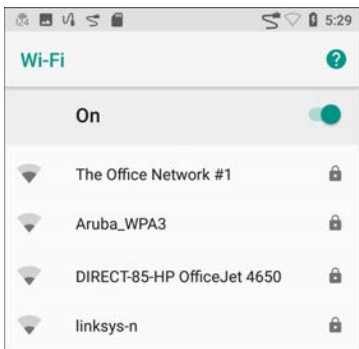 5:29
Wi-Fi
On
The Office Network #1
Aruba_WPA3
DIRECT-85-HP OfficeJet 4650
linksys-n